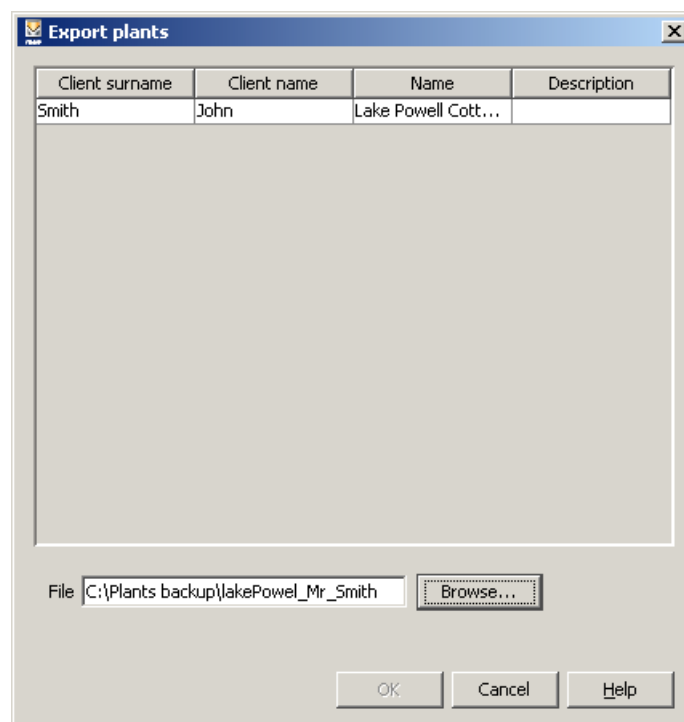 Export plants
Client surname Client name Name Description
Smith John Lake Powell Cott...
File C:\Plants backup\lakePowel_Mr_Smith Browse...
OK Cancel Help